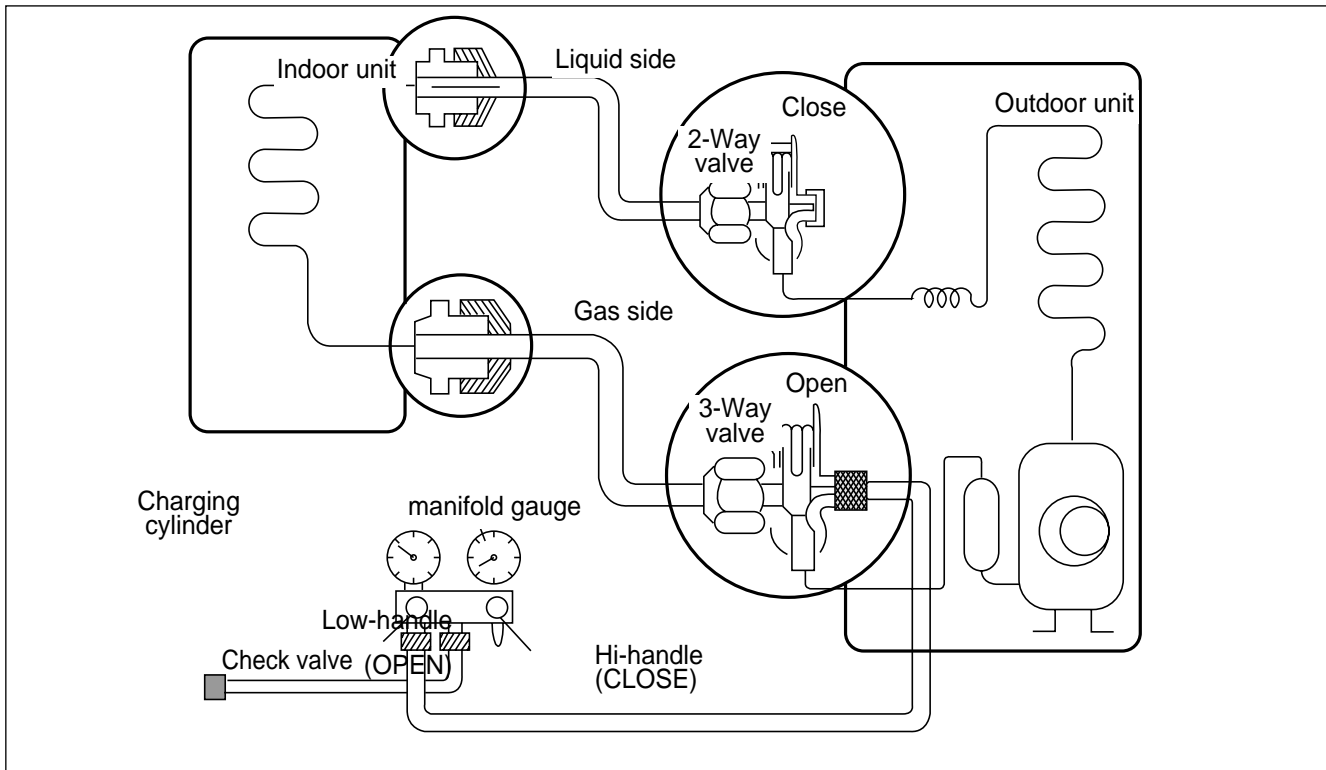 Indoor unit
Liquid side
Outdoor unit
Close
2-Way
valve
Gas side
Open
3-Way
valve
Charging
cylinder
manifold gauge
Low-handle
(OPEN)
Check valve
Hi-handle
(CLOSE)